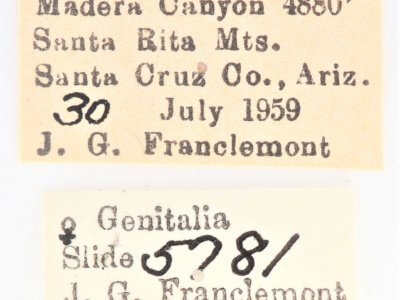 Madera Canyon 4880'
Santa Rita Mts.
Santa Cruz Co., Ariz.
30 July 1959
J. G. Franclemont
♀ Genitalia
Slide 5781
J. G. Franclemont